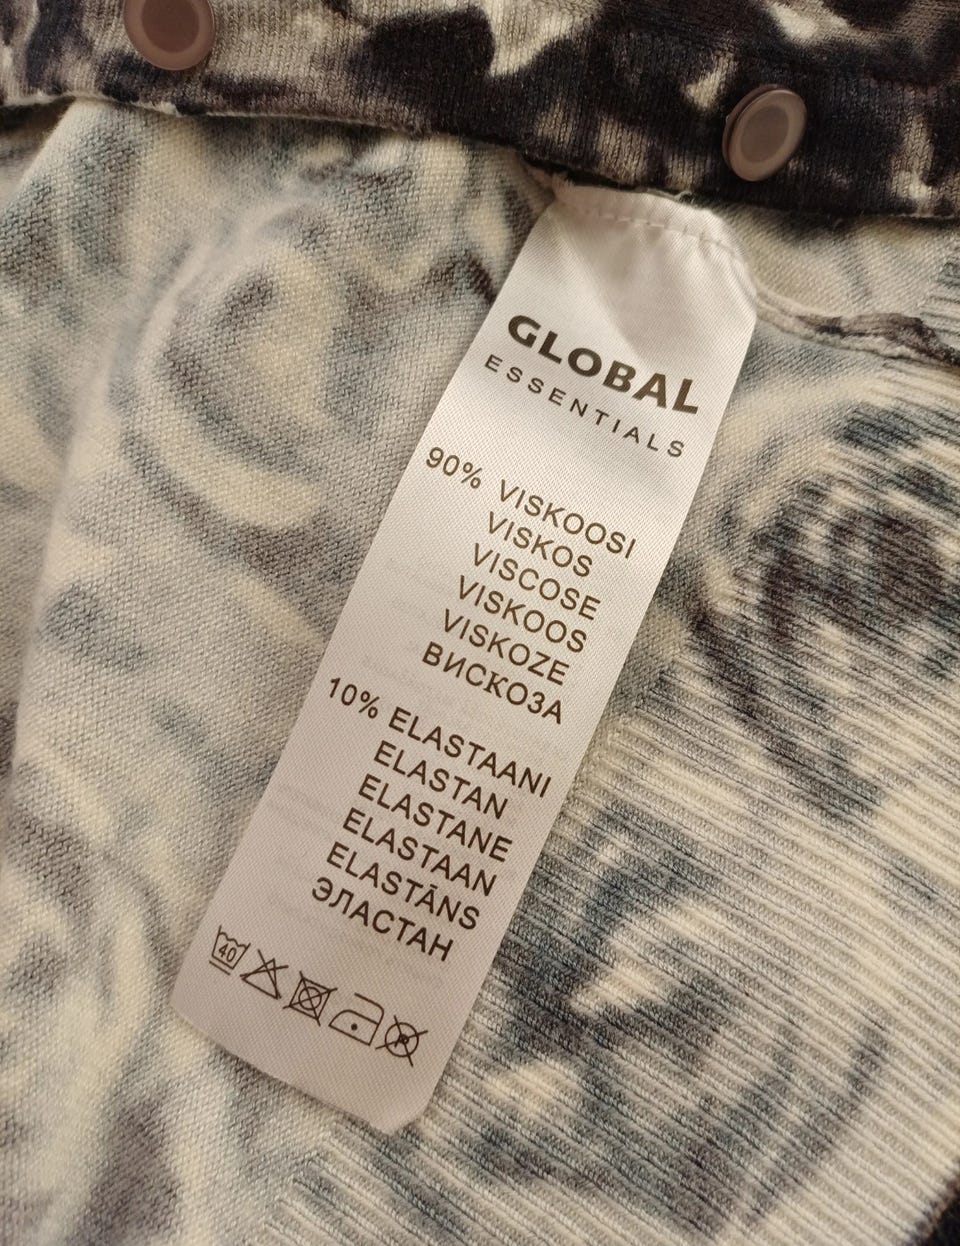 GLOBAL
ESSENTIALS
90% VISKOOSI
VISKOS
VISCOSE
VISKOOS
VISKOZE
ВИСКОЗА
10% ELASTAANI
ELASTAN
ELASTANE
ELASTAAN
ELASTĀNS
ЭЛАСТАН
40 P